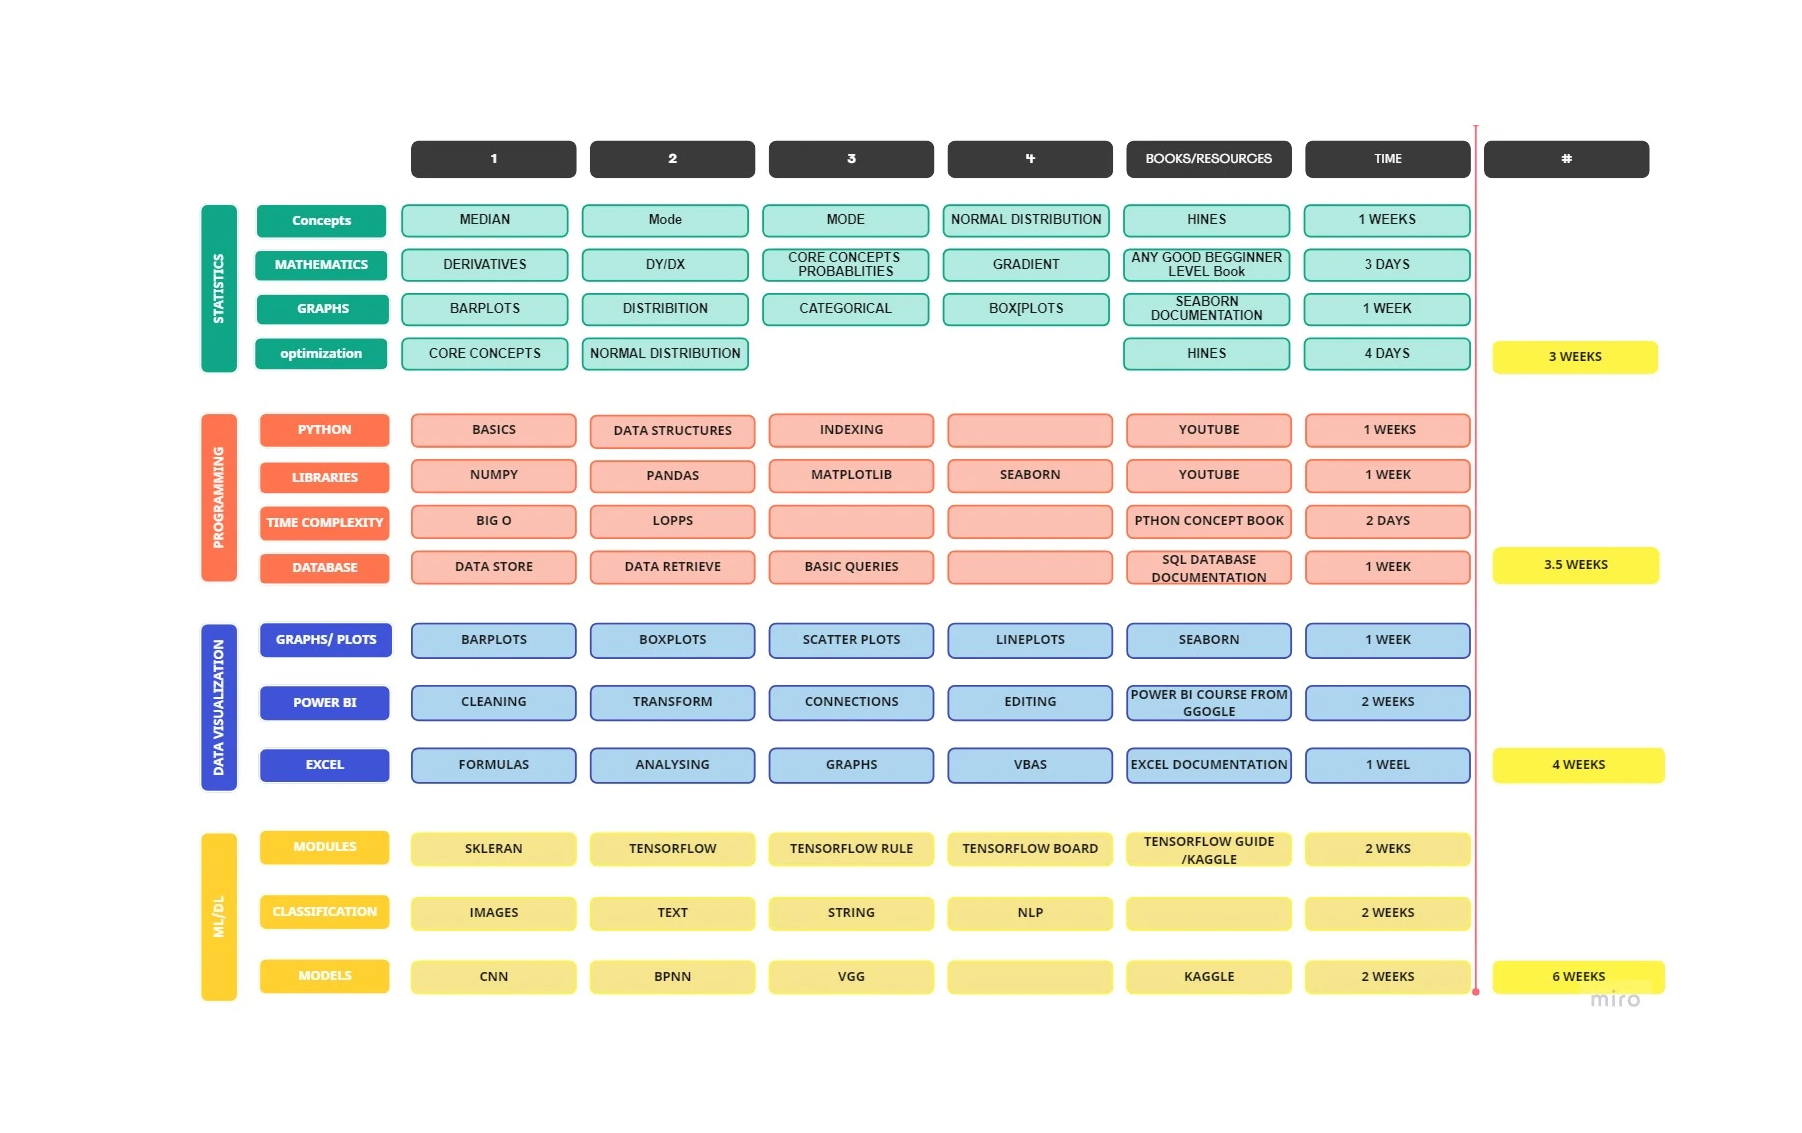 1 2 3 4 BOOKS/RESOURCES TIME #
STATISTICS
Concepts MEDIAN Mode MODE NORMAL DISTRIBUTION HINES 1 WEEKS
MATHEMATICS DERIVATIVES DY/DX CORE CONCEPTS PROBABLITIES GRADIENT ANY GOOD BEGGINNER LEVEL Book 3 DAYS
GRAPHS BARPLOTS DISTRIBITION CATEGORICAL BOX[PLOTS SEABORN DOCUMENTATION 1 WEEK
optimization CORE CONCEPTS NORMAL DISTRIBUTION HINES 4 DAYS 3 WEEKS
PROGRAMMING
PYTHON BASICS DATA STRUCTURES INDEXING YOUTUBE 1 WEEKS
LIBRARIES NUMPY PANDAS MATPLOTLIB SEABORN YOUTUBE 1 WEEK
TIME COMPLEXITY BIG O LOPPS PTHON CONCEPT BOOK 2 DAYS
DATABASE DATA STORE DATA RETRIEVE BASIC QUERIES SQL DATABASE DOCUMENTATION 1 WEEK 3.5 WEEKS
DATA VISUALIZATION
GRAPHS/ PLOTS BARPLOTS BOXPLOTS SCATTER PLOTS LINEPLOTS SEABORN 1 WEEK
POWER BI CLEANING TRANSFORM CONNECTIONS EDITING POWER BI COURSE FROM GGOGLE 2 WEEKS
EXCEL FORMULAS ANALYSING GRAPHS VBAS EXCEL DOCUMENTATION 1 WEEL 4 WEEKS
ML/DL
MODULES SKLERAN TENSORFLOW TENSORFLOW RULE TENSORFLOW BOARD TENSORFLOW GUIDE /KAGGLE 2 WEKS
CLASSIFICATION IMAGES TEXT STRING NLP 2 WEEKS
MODELS CNN BPNN VGG KAGGLE 2 WEEKS 6 WEEKS
miro